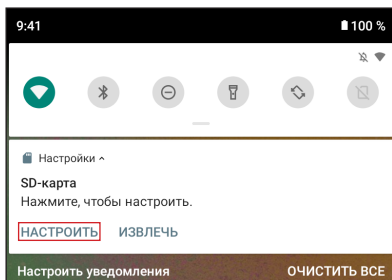 9:41 100 %
Настройки
SD-карта
Нажмите, чтобы настроить.
НАСТРОИТЬ ИЗВЛЕЧЬ
Настроить уведомления ОЧИСТИТЬ ВСЕ